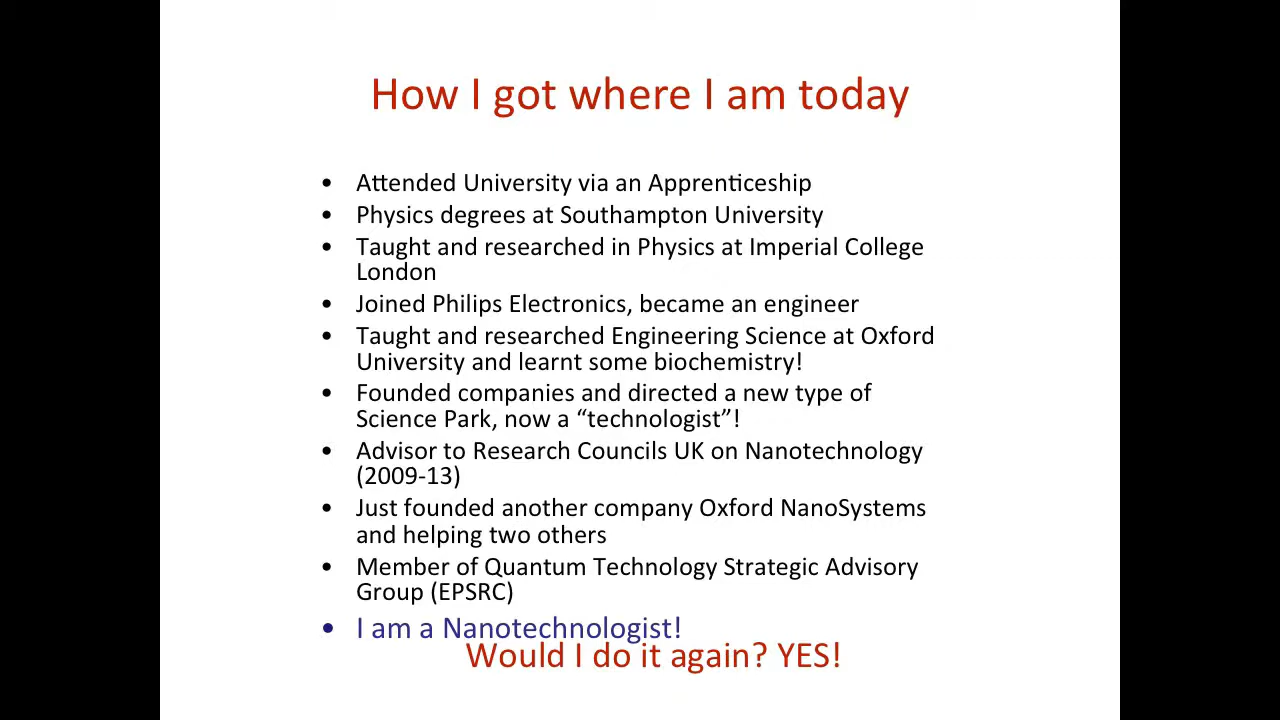 How I got where I am today
• Attended University via an Apprenticeship
• Physics degrees at Southampton University
• Taught and researched in Physics at Imperial College
London
• Joined Philips Electronics, became an engineer
• Taught and researched Engineering Science at Oxford
University and learnt some biochemistry!
• Founded companies and directed a new type of
Science Park, now a “technologist”!
• Advisor to Research Councils UK on Nanotechnology
(2009-13)
• Just founded another company Oxford NanoSystems
and helping two others
• Member of Quantum Technology Strategic Advisory
Group (EPSRC)
• I am a Nanotechnologist!
Would I do it again? YES!